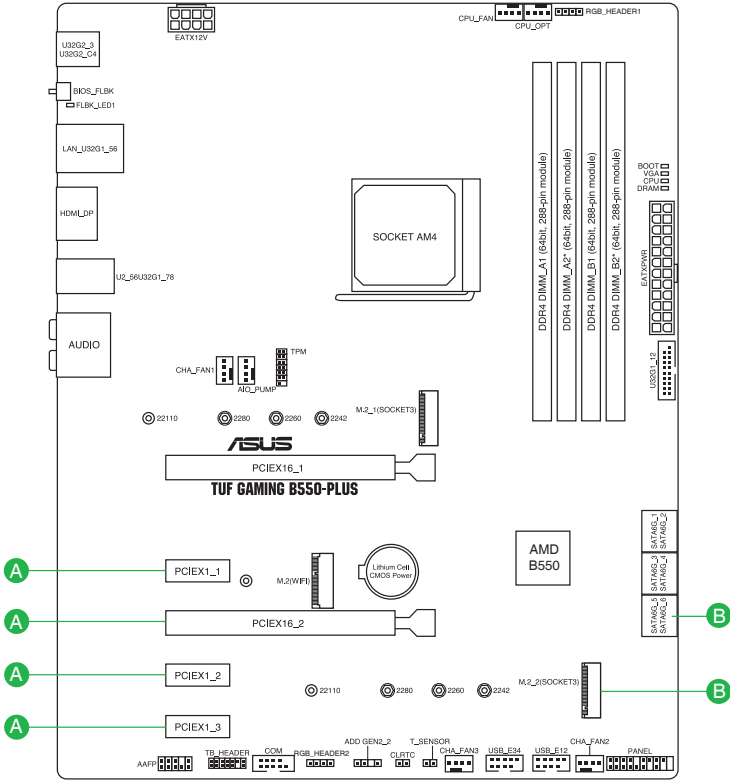 EATX12V
CPU_FAN
CPU_OPT
RGB_HEADER1
U32G2_3
U32G2_C4
BIOS_FLBK
FLBK_LED1
LAN_U32G1_56
HDMI_DP
U2_56U32G1_78
AUDIO
SOCKET AM4
DDR4 DIMM_A1 (64bit, 288-pin module)
DDR4 DIMM_A2* (64bit, 288-pin module)
DDR4 DIMM_B1 (64bit, 288-pin module)
DDR4 DIMM_B2* (64bit, 288-pin module)
BOOT
VGA
CPU
DRAM
EATXPWR
U32G1_12
CHA_FAN1
AIO_PUMP
TPM
22110
2280
2260
2242
M.2_1(SOCKET3)
ASUS
PCIEX16_1
TUF GAMING B550-PLUS
SATA6G_1
SATA6G_2
AMD
B550
A
PCIEX1_1
M.2(WIFI)
Lithium Cell
CMOS Power
SATA6G_3
SATA6G_4
A
PCIEX16_2
SATA6G_5
SATA6G_6
B
A
PCIEX1_2
22110
2280
2260
2242
M.2_2(SOCKET3)
B
A
PCIEX1_3
AAFP
TB_HEADER
COM
RGB_HEADER2
ADD GEN2_2
CLRTC
T_SENSOR
CHA_FAN3
USB_E34
USB_E12
CHA_FAN2
PANEL